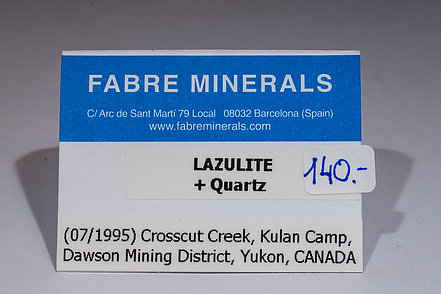 FABRE MINERALS
C/ Arc de Sant Martí 79 Local 08032 Barcelona (Spain)
www.fabreminerals.com
LAZULITE
+ Quartz
140.-
(07/1995) Crosscut Creek, Kulan Camp,
Dawson Mining District, Yukon, CANADA